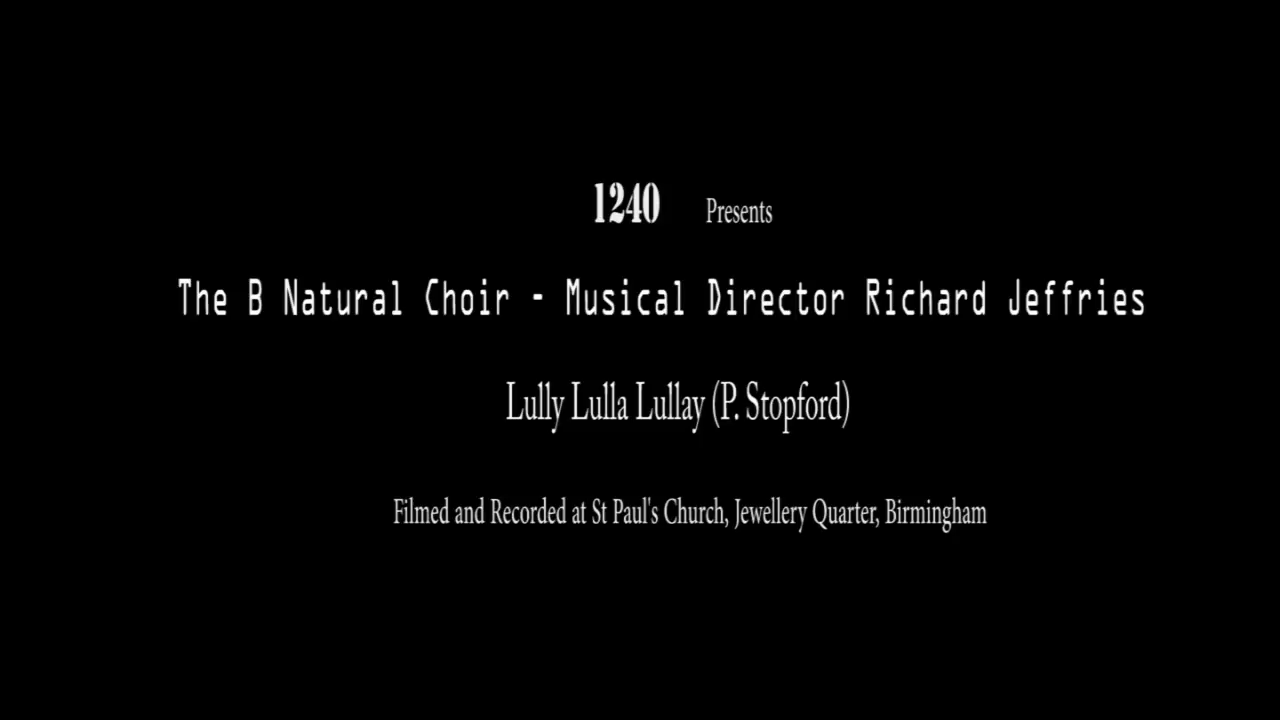 1240 Presents
The B Natural Choir - Musical Director Richard Jeffries
Lully Lulla Lullay (P. Stopford)
Filmed and Recorded at St Paul's Church, Jewellery Quarter, Birmingham